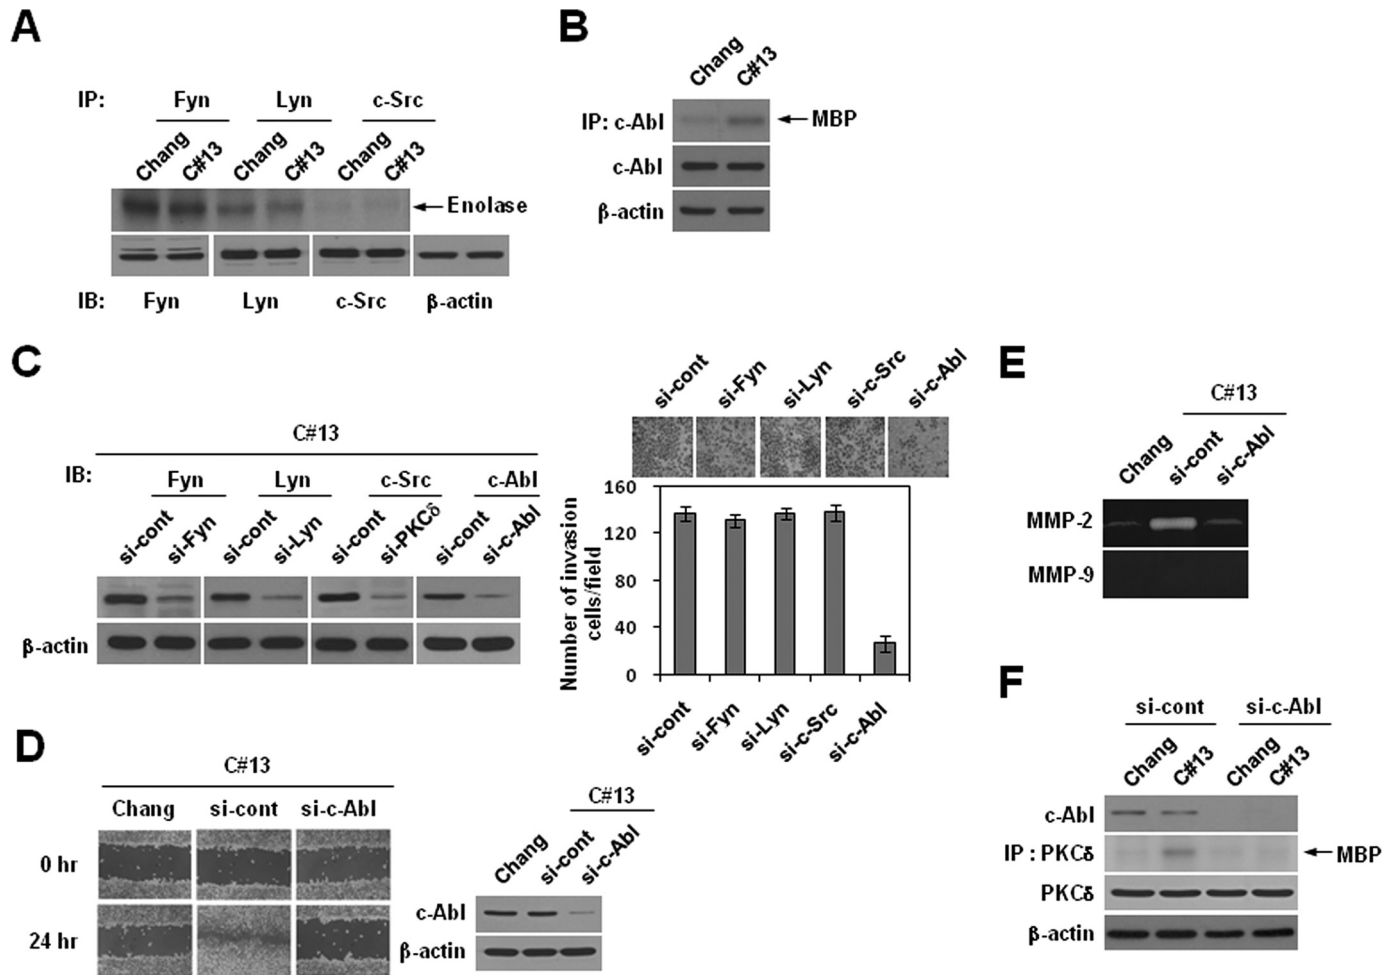 A
IP: Fyn Lyn c-Src
Chang C#13 Chang C#13 Chang C#13
Enolase
IB: Fyn Lyn c-Src β-actin
B
Chang C#13
IP: c-Abl MBP
c-Abl
β-actin
C
C#13
IB: Fyn Lyn c-Src c-Abl
si-cont si-Fyn si-cont si-Lyn si-cont si-PKCδ si-cont si-c-Abl
β-actin
si-cont si-Fyn si-Lyn si-c-Src si-c-Abl
Number of invasion
cells/field
160
120
80
40
0
si-cont si-Fyn si-Lyn si-c-Src si-c-Abl
D
C#13
Chang si-cont si-c-Abl
0 hr
24 hr
C#13
Chang si-cont si-c-Abl
c-Abl
β-actin
E
C#13
Chang si-cont si-c-Abl
MMP-2
MMP-9
F
si-cont si-c-Abl
Chang C#13 Chang C#13
c-Abl
IP : PKCδ MBP
PKCδ
β-actin